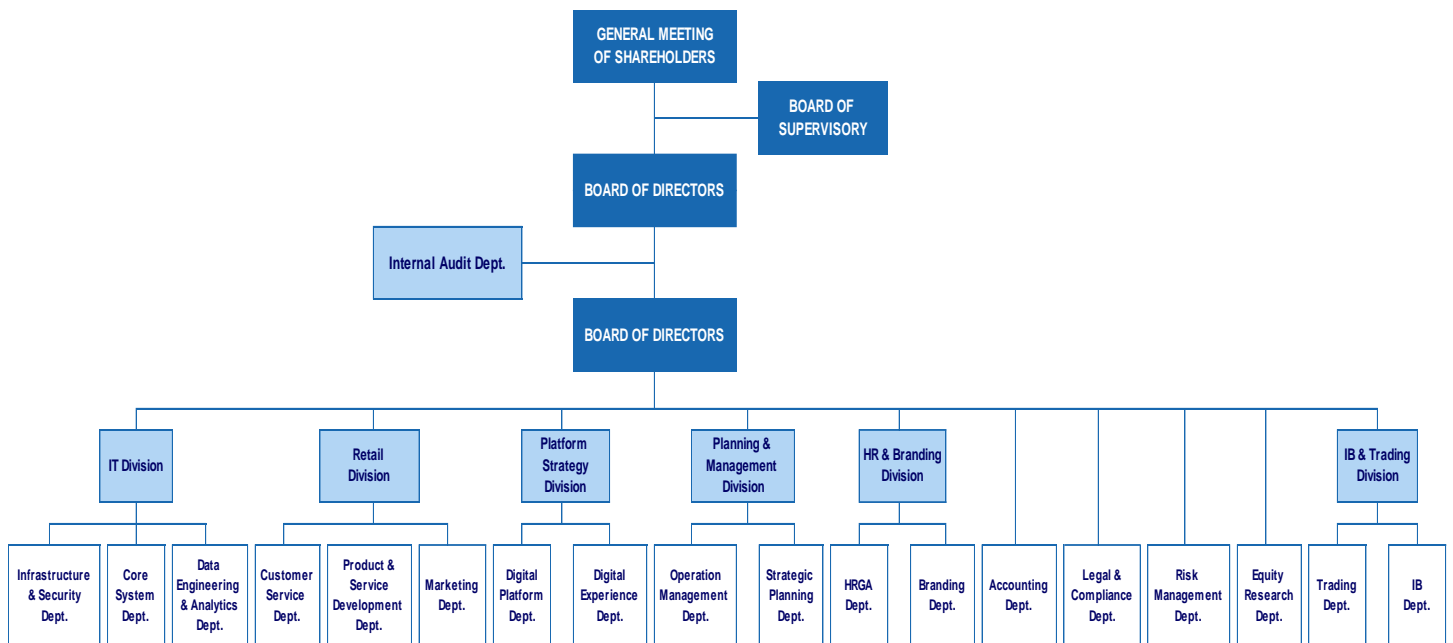 GENERAL MEETING
OF SHAREHOLDERS
BOARD OF
SUPERVISORY
BOARD OF DIRECTORS
Internal Audit Dept.
BOARD OF DIRECTORS
IT Division
Retail
Division
Platform
Strategy
Division
Planning &
Management
Division
HR & Branding
Division
IB & Trading
Division
Infrastructure
& Security
Dept.
Core
System
Dept.
Data
Engineering
& Analytics
Dept.
Customer
Service
Dept.
Product &
Service
Development
Dept.
Marketing
Dept.
Digital
Platform
Dept.
Digital
Experience
Dept.
Operation
Management
Dept.
Strategic
Planning
Dept.
HRGA
Dept.
Branding
Dept.
Accounting
Dept.
Legal &
Compliance
Dept.
Risk
Management
Dept.
Equity
Research
Dept.
Trading
Dept.
IB
Dept.